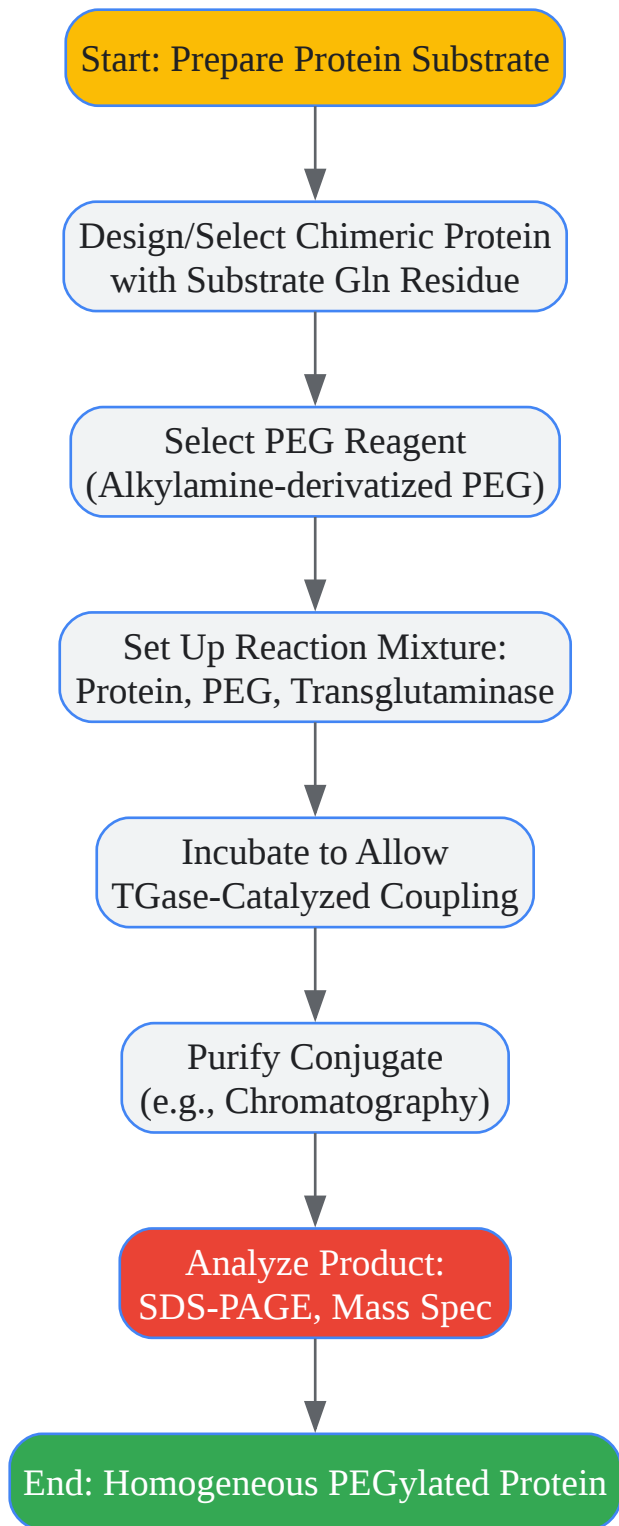 Start: Prepare Protein Substrate
Design/Select Chimeric Protein
with Substrate Gln Residue
Select PEG Reagent
(Alkylamine-derivatized PEG)
Set Up Reaction Mixture:
Protein, PEG, Transglutaminase
Incubate to Allow
TGase-Catalyzed Coupling
Purify Conjugate
(e.g., Chromatography)
Analyze Product:
SDS-PAGE, Mass Spec
End: Homogeneous PEGylated Protein